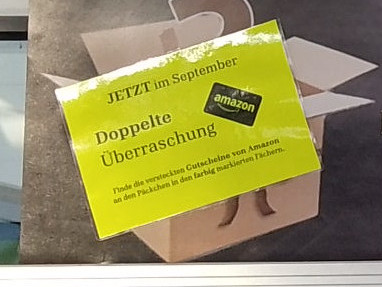 JETZT im September
amazon
Doppelte
Überraschung
Finde die versteckten Gutscheine von Amazon
an den Päckchen in den farbig markierten Fächern.